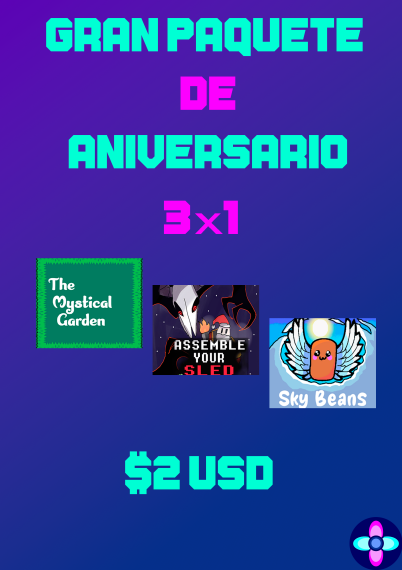 GRAN PAQUETE
DE
ANIVERSARIO
3x1
The
Mystical
Garden
ASSEMBLE
YOUR
SLED
Sky Beans
$2 USD